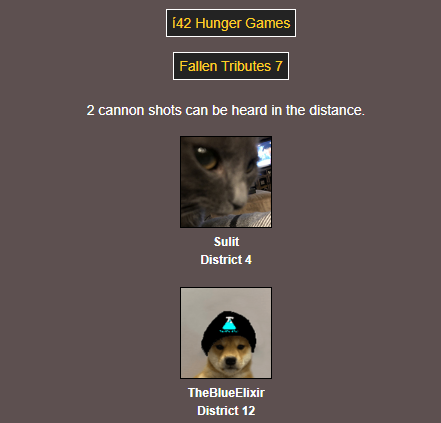 í42 Hunger Games
Fallen Tributes 7
2 cannon shots can be heard in the distance.
Sulit
District 4
TheBlueElixir
District 12